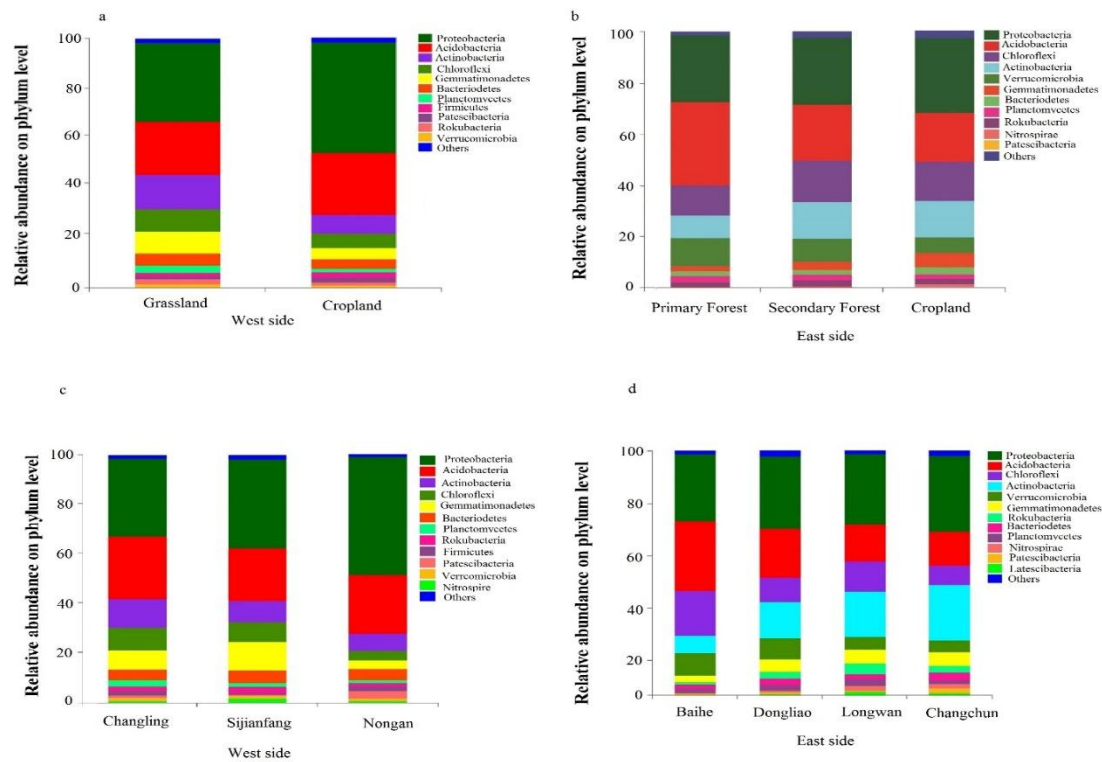 a
Relative abundance on phylum level
100
80
60
40
20
0
Grassland
Cropland
West side
Proteobacteria
Acidobacteria
Actinobacteria
Chloroflexi
Gemmatimonadetes
Bacteriodetes
Planctomycetes
Firmicutes
Patescibacteria
Rokubacteria
Verrucomicrobia
Others
b
Relative abundance on phylum level
100
80
60
40
20
0
Primary Forest
Secondary Forest
Cropland
East side
Proteobacteria
Acidobacteria
Chloroflexi
Actinobacteria
Verrucomicrobia
Gemmatimonadetes
Bacteriodetes
Planctomycetes
Rokubacteria
Nitrospirae
Patescibacteria
Others
c
Relative abundance on phylum level
100
80
60
40
20
0
Changling
Sijianfang
Nongan
West side
Proteobacteria
Acidobacteria
Actinobacteria
Chloroflexi
Gemmatimonadetes
Bacteriodetes
Planctomycetes
Rokubacteria
Firmicutes
Patescibacteria
Verrcomicrobia
Nitrospire
Others
d
Relative abundance on phylum level
100
80
60
40
20
0
Baihe
Dongliao
Longwan
Changchun
East side
Proteobacteria
Acidobacteria
Chloroflexi
Actinobacteria
Verrucomicrobia
Gemmatimonadetes
Rokubacteria
Bacteriodetes
Planctomycetes
Nitrospirae
Patescibacteria
Latescibacteria
Others